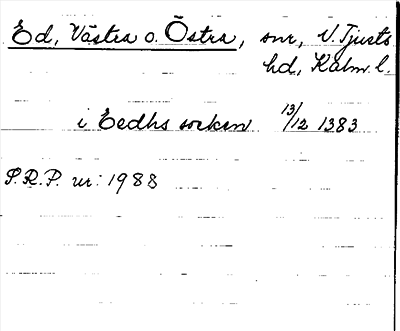 Ed, Västra o. Östra, snr, N. Tjusts
hd, Kalm. l.
i Eedhs sokn 13/12 1383
S.R.P. nr: 1988